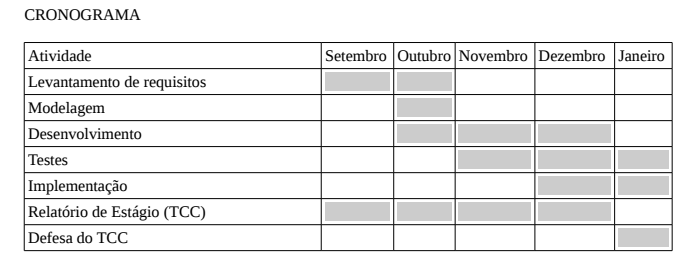 CRONOGRAMA
Atividade Setembro Outubro Novembro Dezembro Janeiro
Levantamento de requisitos
Modelagem
Desenvolvimento
Testes
Implementação
Relatório de Estágio (TCC)
Defesa do TCC